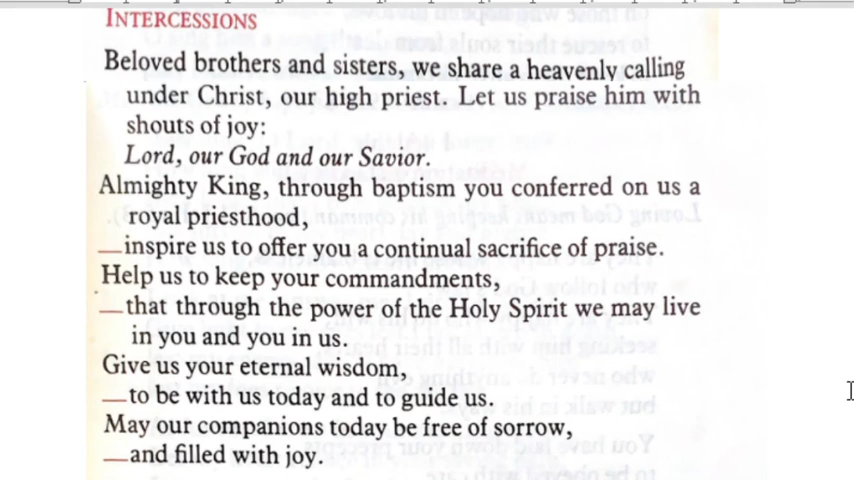 INTERCESSIONS
Beloved brothers and sisters, we share a heavenly calling
under Christ, our high priest. Let us praise him with
shouts of joy:
Lord, our God and our Savior.
Almighty King, through baptism you conferred on us a
royal priesthood,
—inspire us to offer you a continual sacrifice of praise.
Help us to keep your commandments,
—that through the power of the Holy Spirit we may live
in you and you in us.
Give us your eternal wisdom,
—to be with us today and to guide us.
May our companions today be free of sorrow,
—and filled with joy.